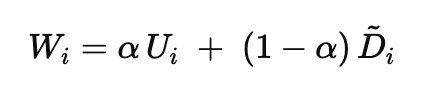 W_i = α U_i + (1 − α) D̃_i